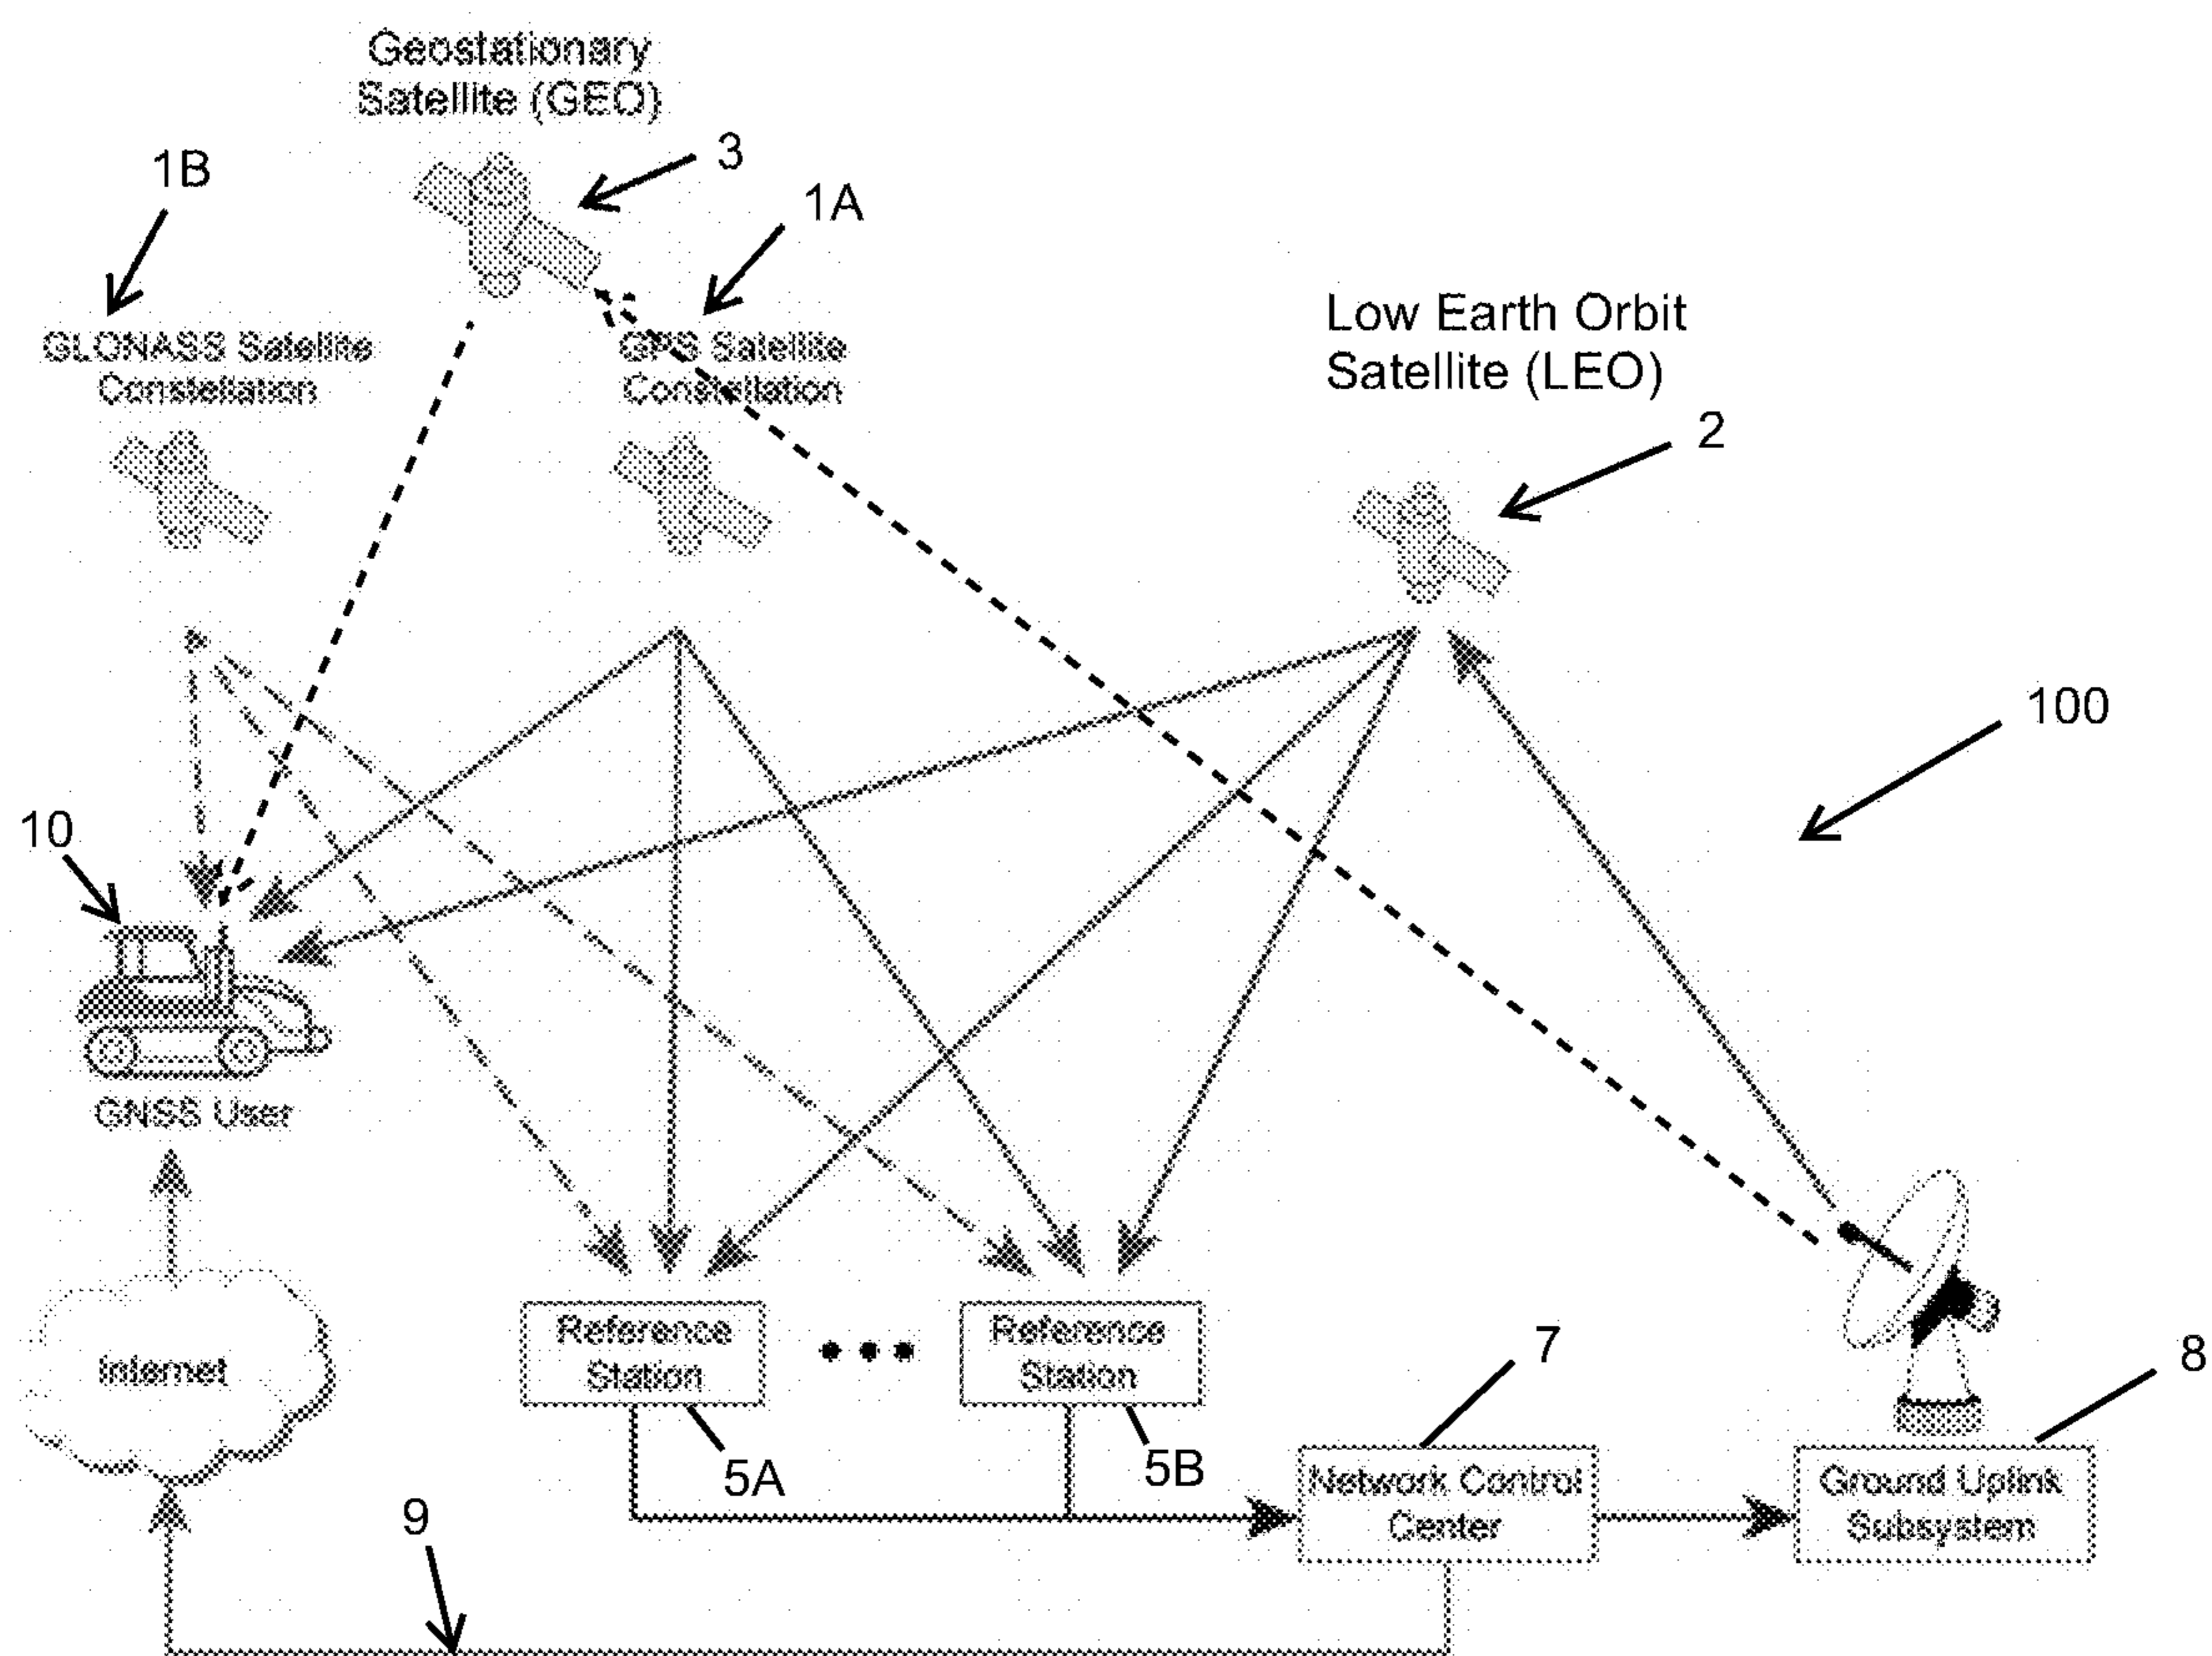 Geostationary
Satellite (GEO)
3
1B
1A
GLONASS Satellite
Constellation
GPS Satellite
Constellation
Low Earth Orbit
Satellite (LEO)
2
100
10
GNSS User
Internet
Reference
Station
Reference
Station
5A
5B
7
8
Network Control
Center
Ground Uplink
Subsystem
9